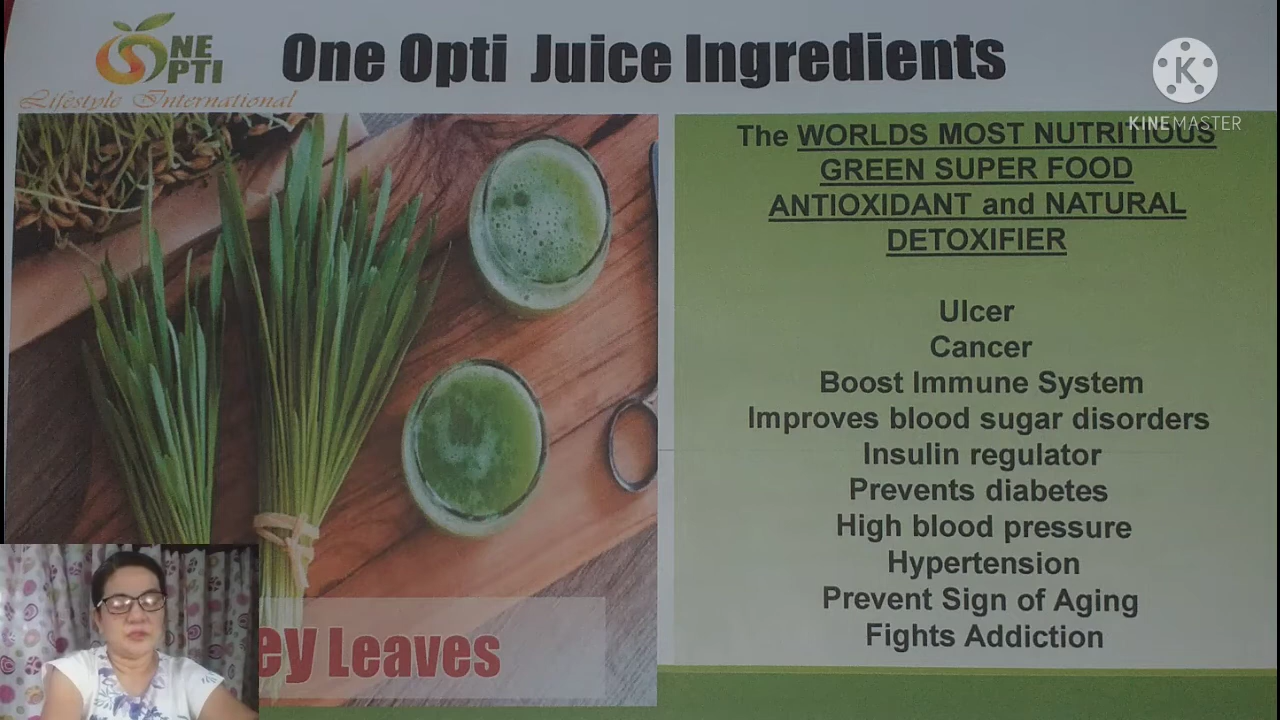 ONE
OPTI
Lifestyle International
One Opti Juice Ingredients
K
KINEMASTER
The WORLDS MOST NUTRITIOUS
GREEN SUPER FOOD
ANTIOXIDANT and NATURAL
DETOXIFIER
Ulcer
Cancer
Boost Immune System
Improves blood sugar disorders
Insulin regulator
Prevents diabetes
High blood pressure
Hypertension
Prevent Sign of Aging
Fights Addiction
ey Leaves